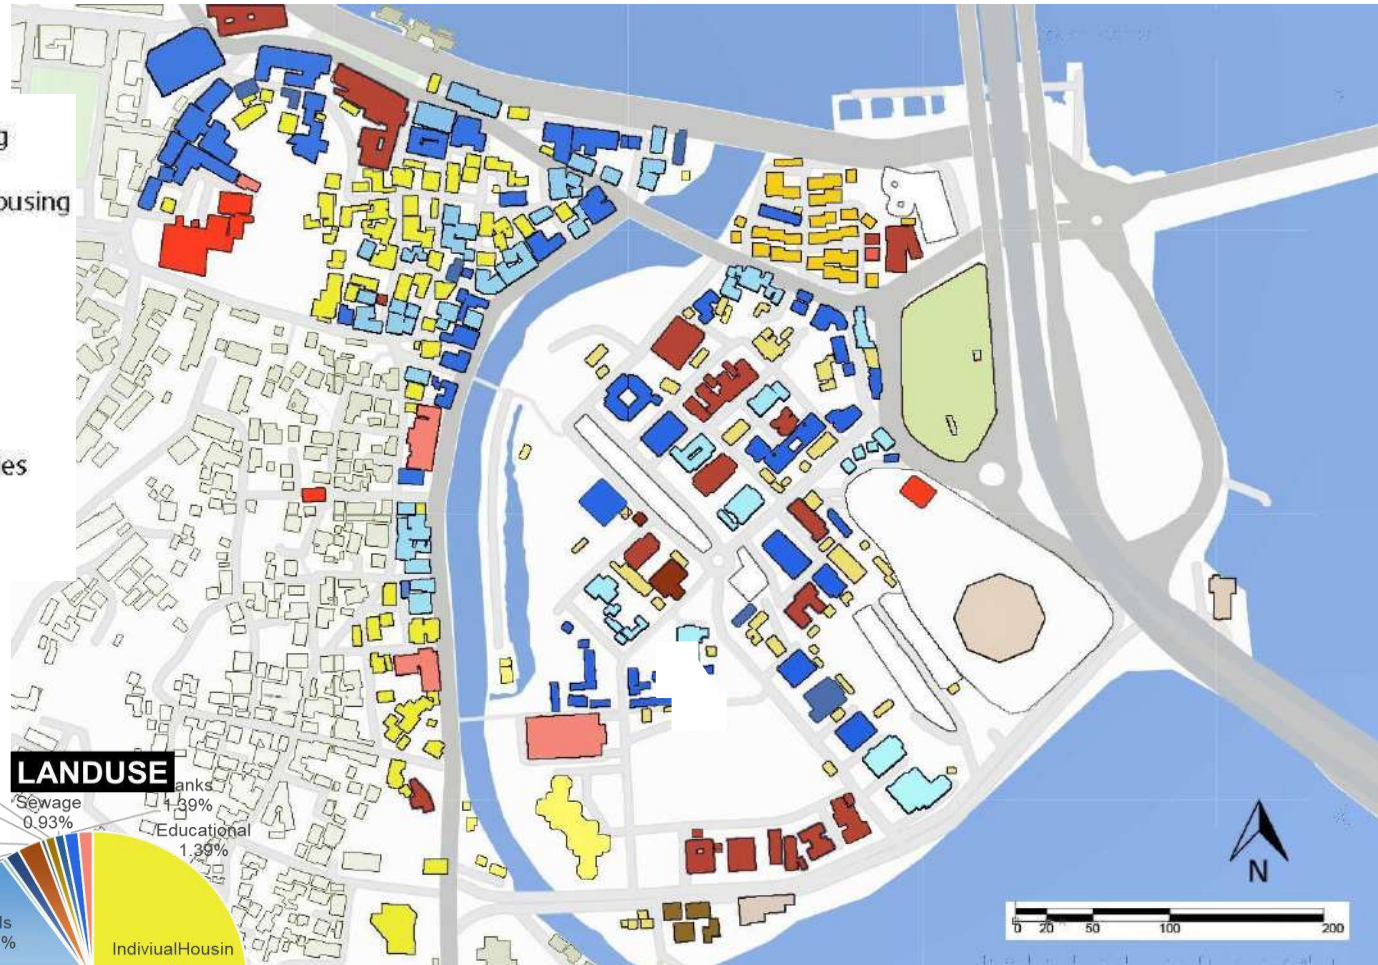 g
ousing
es
LANDUSE
anks
1.39%
Sewage
0.93%
Educational
1.39%
ls
%
IndiviualHousin
N
0 20 50 100 200